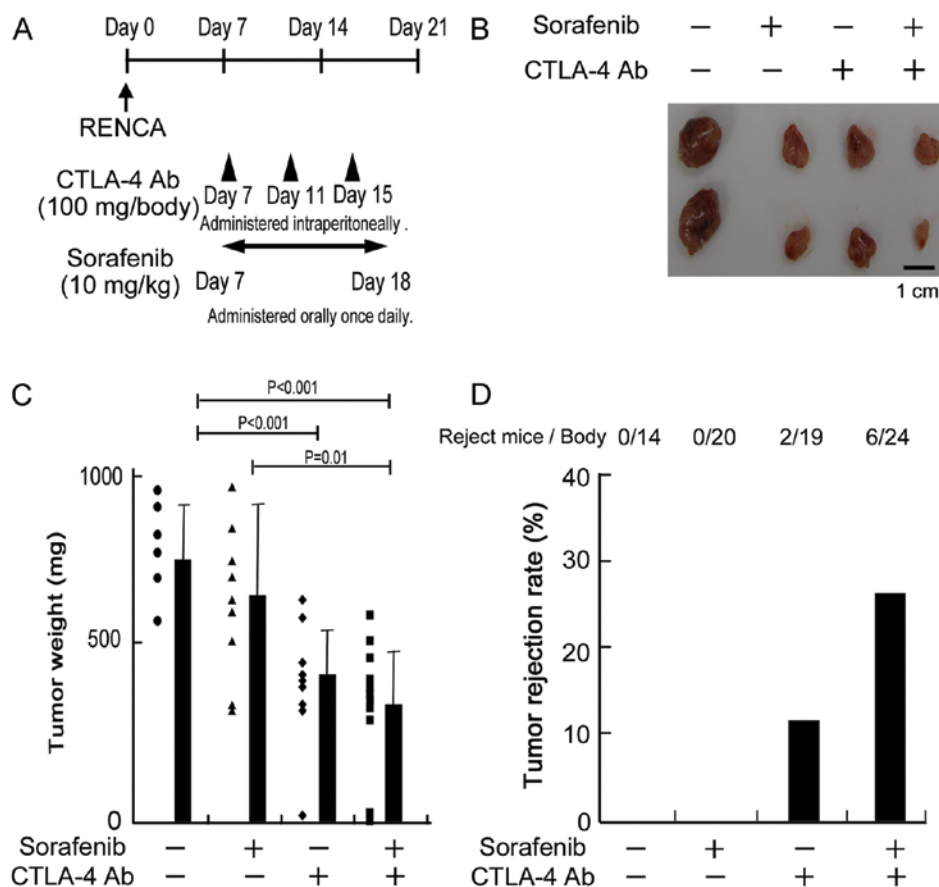 A
Day 0 Day 7 Day 14 Day 21
RENCA
CTLA-4 Ab
(100 mg/body)
Day 7 Day 11 Day 15
Administered intraperitoneally .
Sorafenib
(10 mg/kg)
Day 7 Day 18
Administered orally once daily.
B
Sorafenib − + − +
CTLA-4 Ab − − + +
1 cm
C
P<0.001
P<0.001
P=0.01
Tumor weight (mg)
1000
500
0
Sorafenib − + − +
CTLA-4 Ab − − + +
D
Reject mice / Body 0/14 0/20 2/19 6/24
Tumor rejection rate (%)
40
30
20
10
0
Sorafenib − + − +
CTLA-4 Ab − − + +